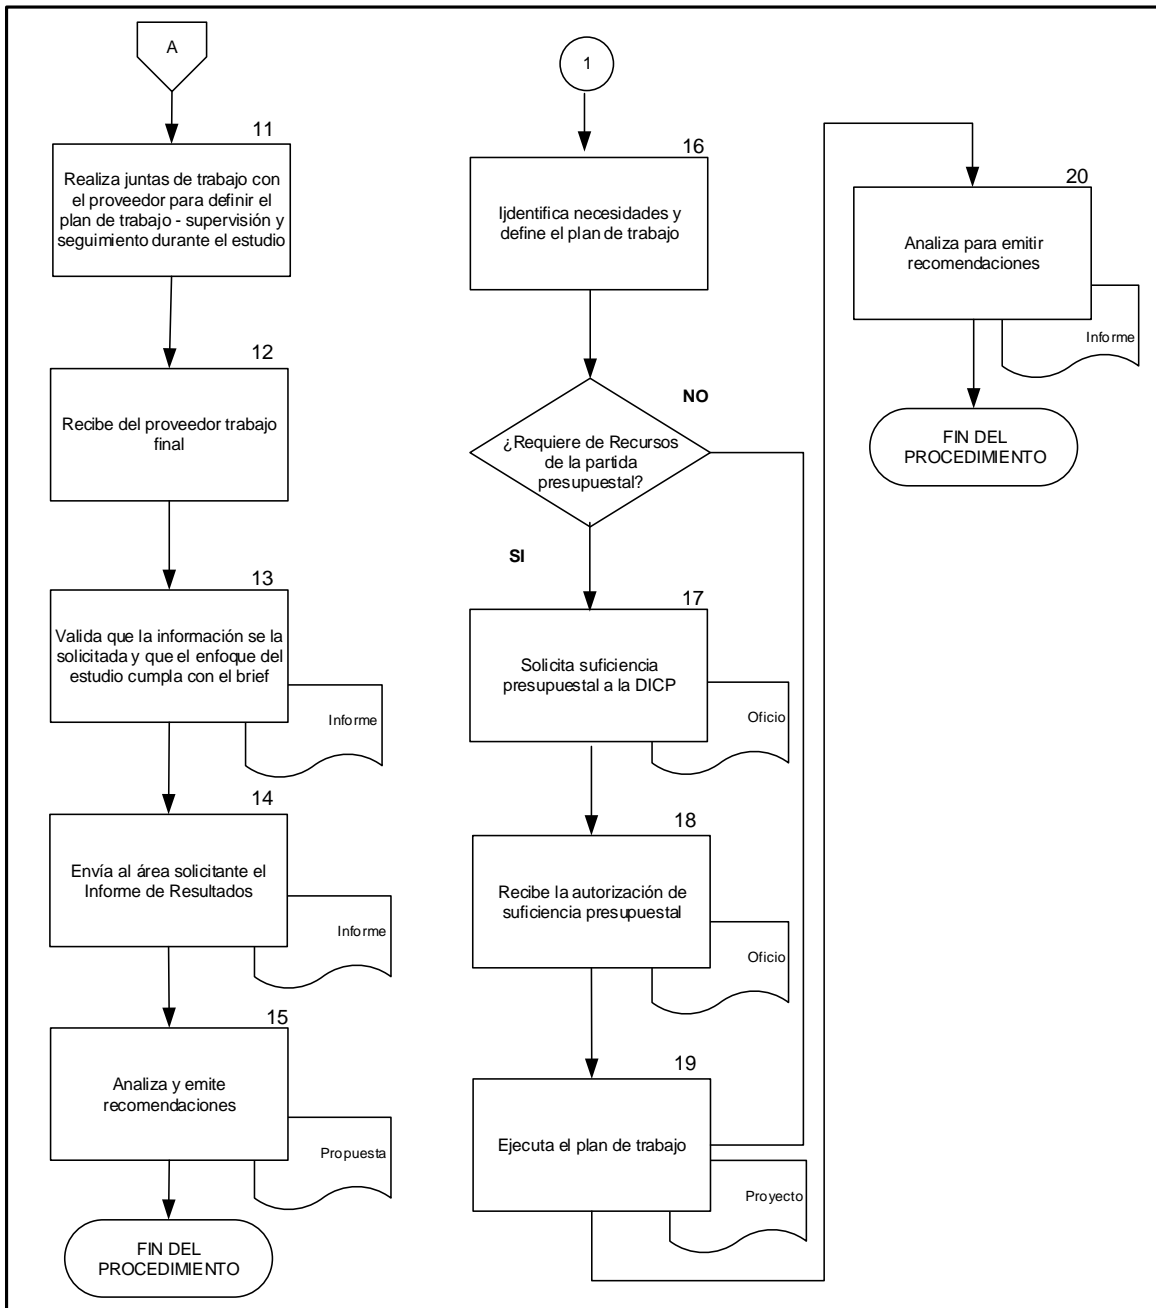 A
11
Realiza juntas de trabajo con
el proveedor para definir el
plan de trabajo - supervisión y
seguimiento durante el estudio
12
Recibe del proveedor trabajo
final
13
Valida que la información se la
solicitada y que el enfoque del
estudio cumpla con el brief
Informe
14
Envía al área solicitante el
Informe de Resultados
Informe
15
Analiza y emite
recomendaciones
Propuesta
FIN DEL
PROCEDIMIENTO
1
16
Ijdentifica necesidades y
define el plan de trabajo
NO
¿Requiere de Recursos
de la partida
presupuestal?
SI
17
Solicita suficiencia
presupuestal a la DICP
Oficio
18
Recibe la autorización de
suficiencia presupuestal
Oficio
19
Ejecuta el plan de trabajo
Proyecto
20
Analiza para emitir
recomendaciones
Informe
FIN DEL
PROCEDIMIENTO